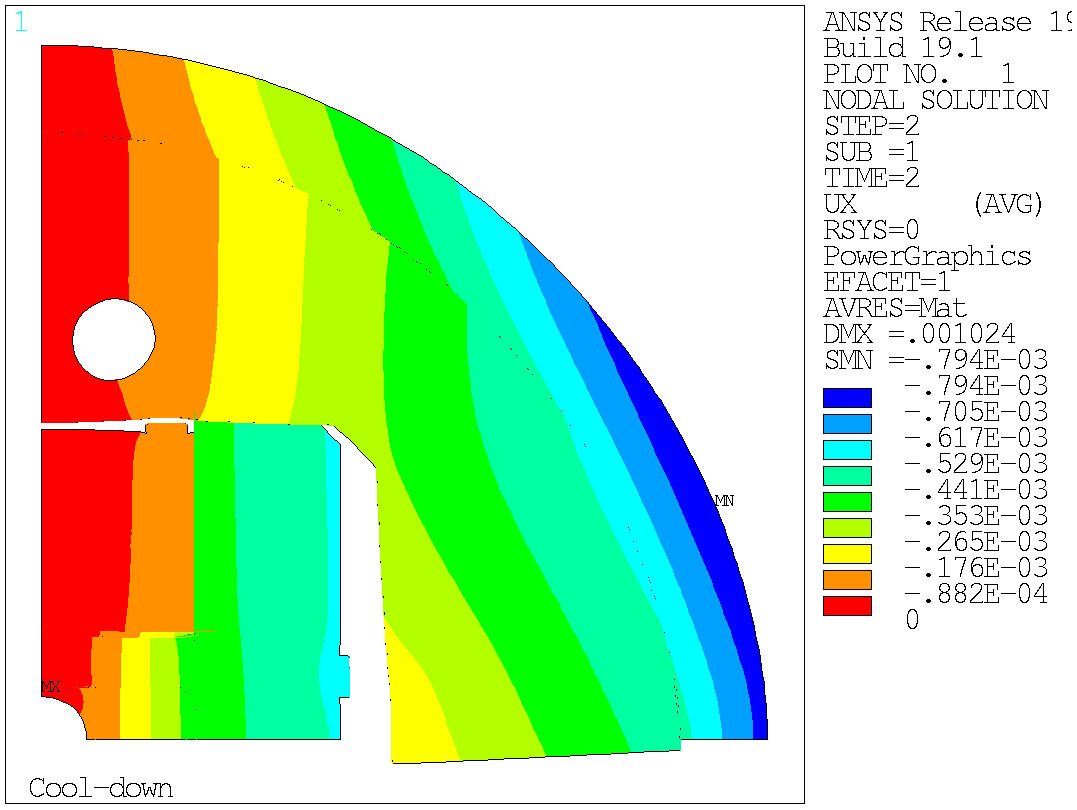 1
ANSYS Release 19
Build 19.1
PLOT NO. 1
NODAL SOLUTION
STEP=2
SUB =1
TIME=2
UX (AVG)
RSYS=0
PowerGraphics
EFACET=1
AVRES=Mat
DMX =.001024
SMN =-.794E-03
-.794E-03
-.705E-03
-.617E-03
-.529E-03
-.441E-03
-.353E-03
-.265E-03
-.176E-03
-.882E-04
0
MN
MX
Cool-down